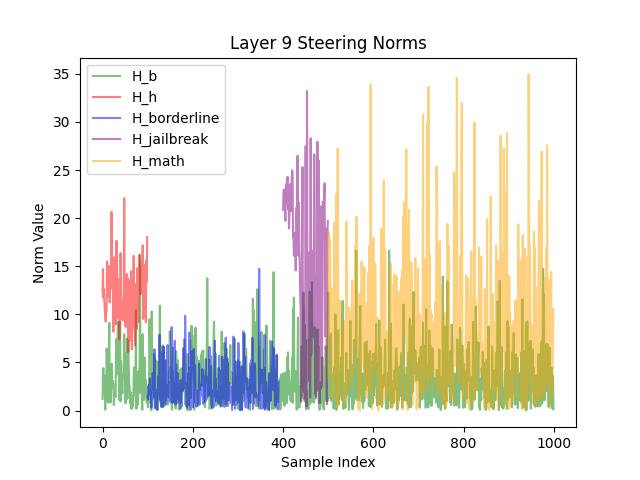 Layer 9 Steering Norms
H_b
H_h
H_borderline
H_jailbreak
H_math
Norm Value
35
30
25
20
15
10
5
0
0 200 400 600 800 1000
Sample Index